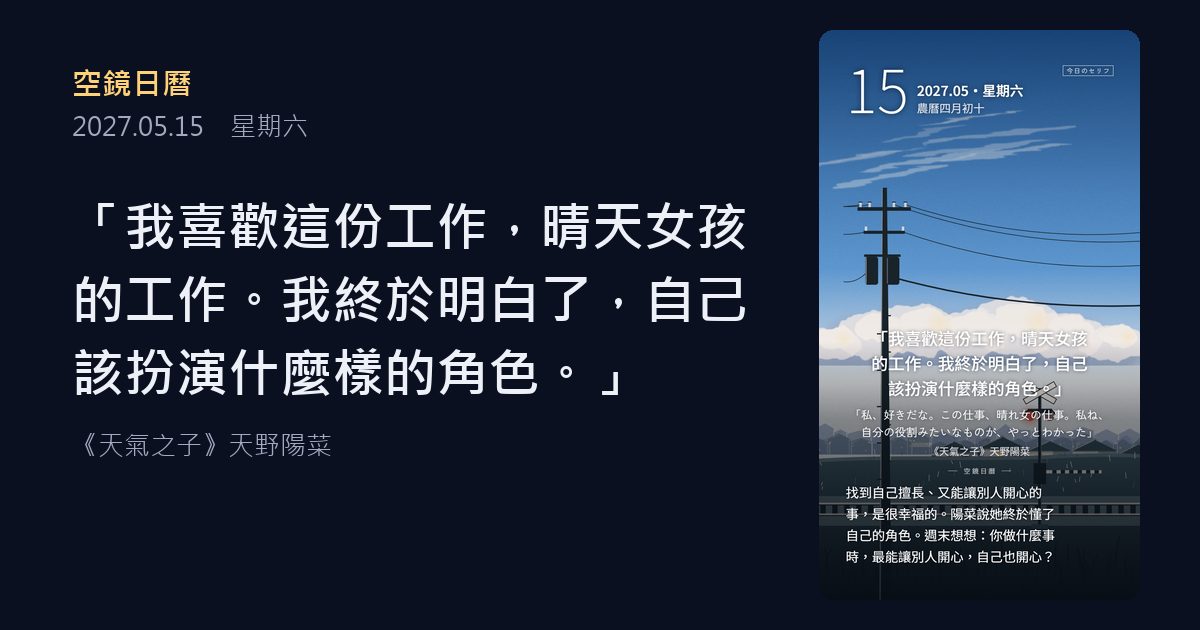 空鏡日曆
2027.05.15 星期六
「我喜歡這份工作，晴天女孩
的工作。我終於明白了，自己
該扮演什麼樣的角色。」
《天氣之子》天野陽菜
15
2027.05・星期六
農曆四月初十
今日のセリフ
「我喜歡這份工作，晴天女孩
的工作。我終於明白了，自己
該扮演什麼樣的角色。」
「私、好きだな。この仕事、晴れ女の仕事。私ね、
自分の役割みたいなものが、やっとわかった」
《天氣之子》天野陽菜
— 空鏡日曆 —
找到自己擅長、又能讓別人開心的
事，是很幸福的。陽菜說她終於懂了
自己的角色。週末想想：你做什麼事
時，最能讓別人開心，自己也開心？